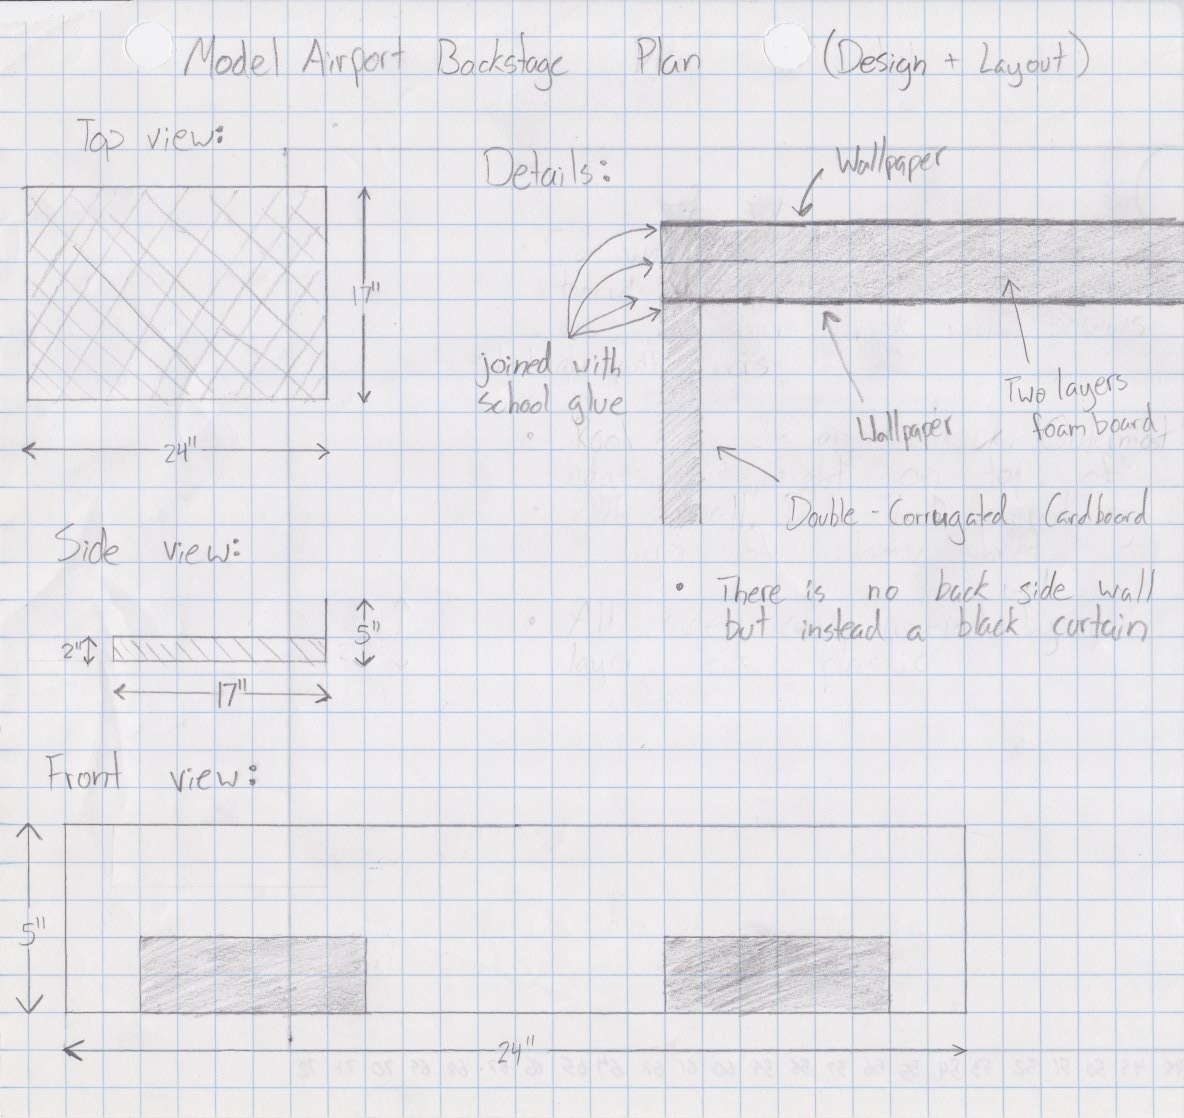 Model Airport Backstage Plan (Design + Layout)
Top view:
17"
24"
Details:
Wallpaper
joined with
school glue
Wallpaper
Two layers
foamboard
Double-Corrugated Cardboard
• There is no back side wall
but instead a black curtain
Side view:
2"
5"
17"
Front view:
5"
24"